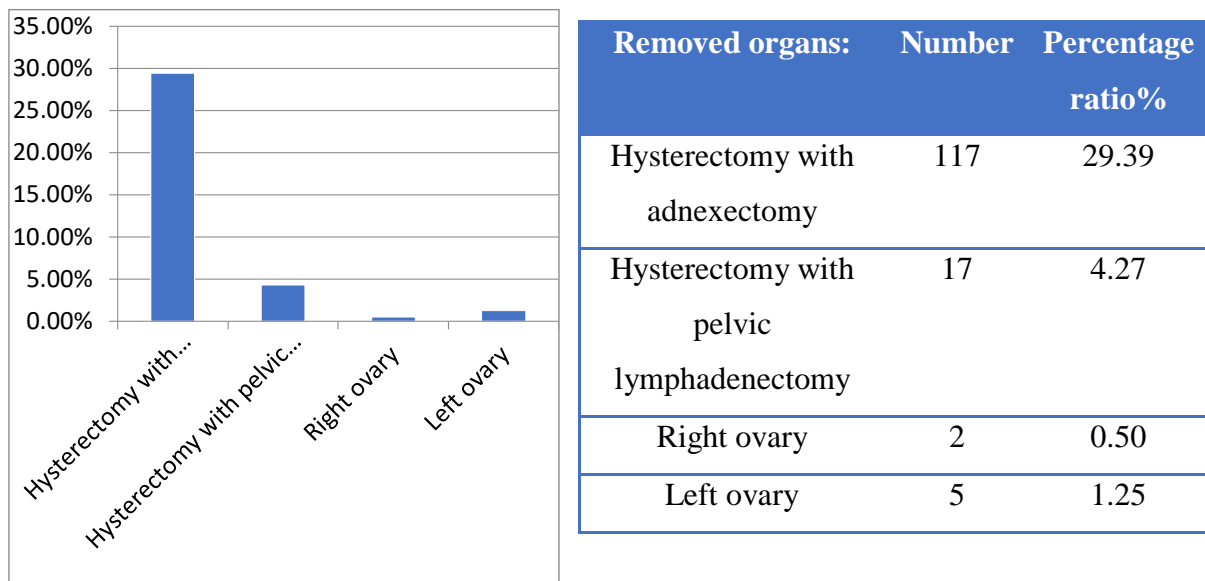 35.00%
30.00%
25.00%
20.00%
15.00%
10.00%
5.00%
0.00%
Hysterectomy with...
Hysterectomy with pelvic...
Right ovary
Left ovary
Removed organs: Number Percentage
ratio%
Hysterectomy with 117 29.39
adnexectomy
Hysterectomy with 17 4.27
pelvic
lymphadenectomy
Right ovary 2 0.50
Left ovary 5 1.25